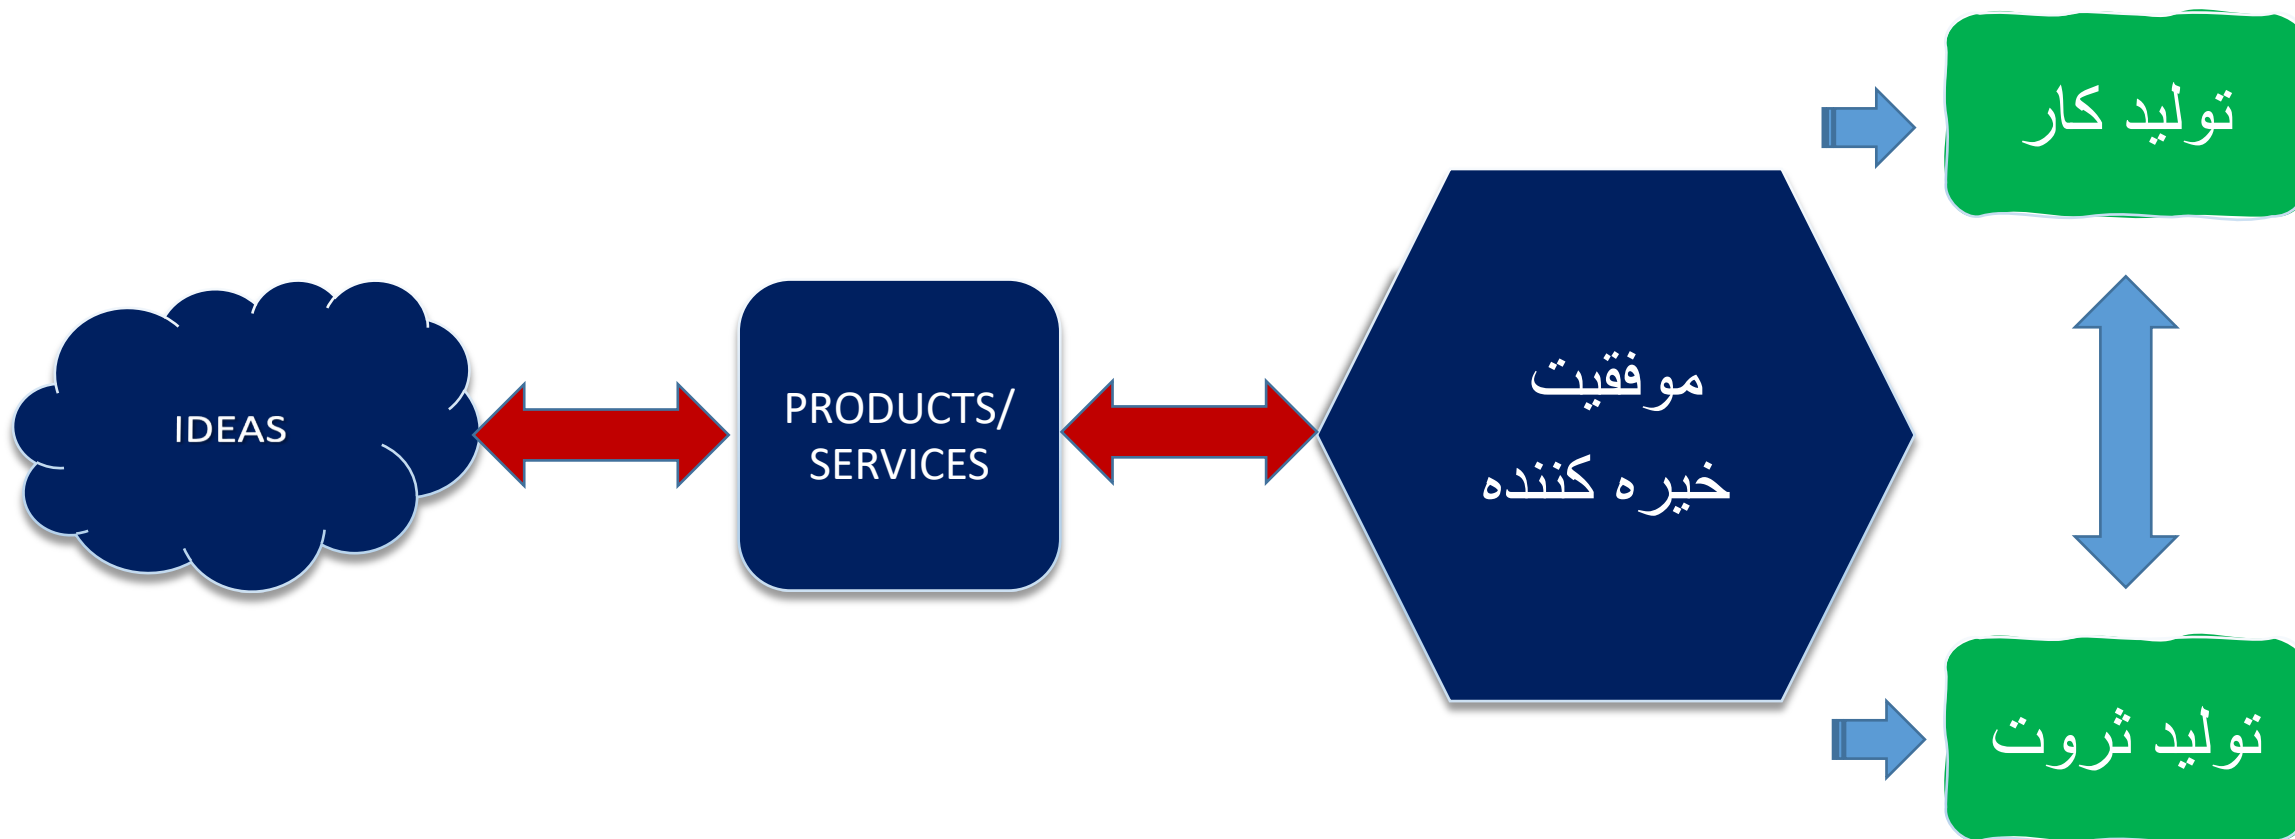 IDEAS
PRODUCTS/
SERVICES
موفقیت
خیره کننده
تولید کار
تولید ثروت